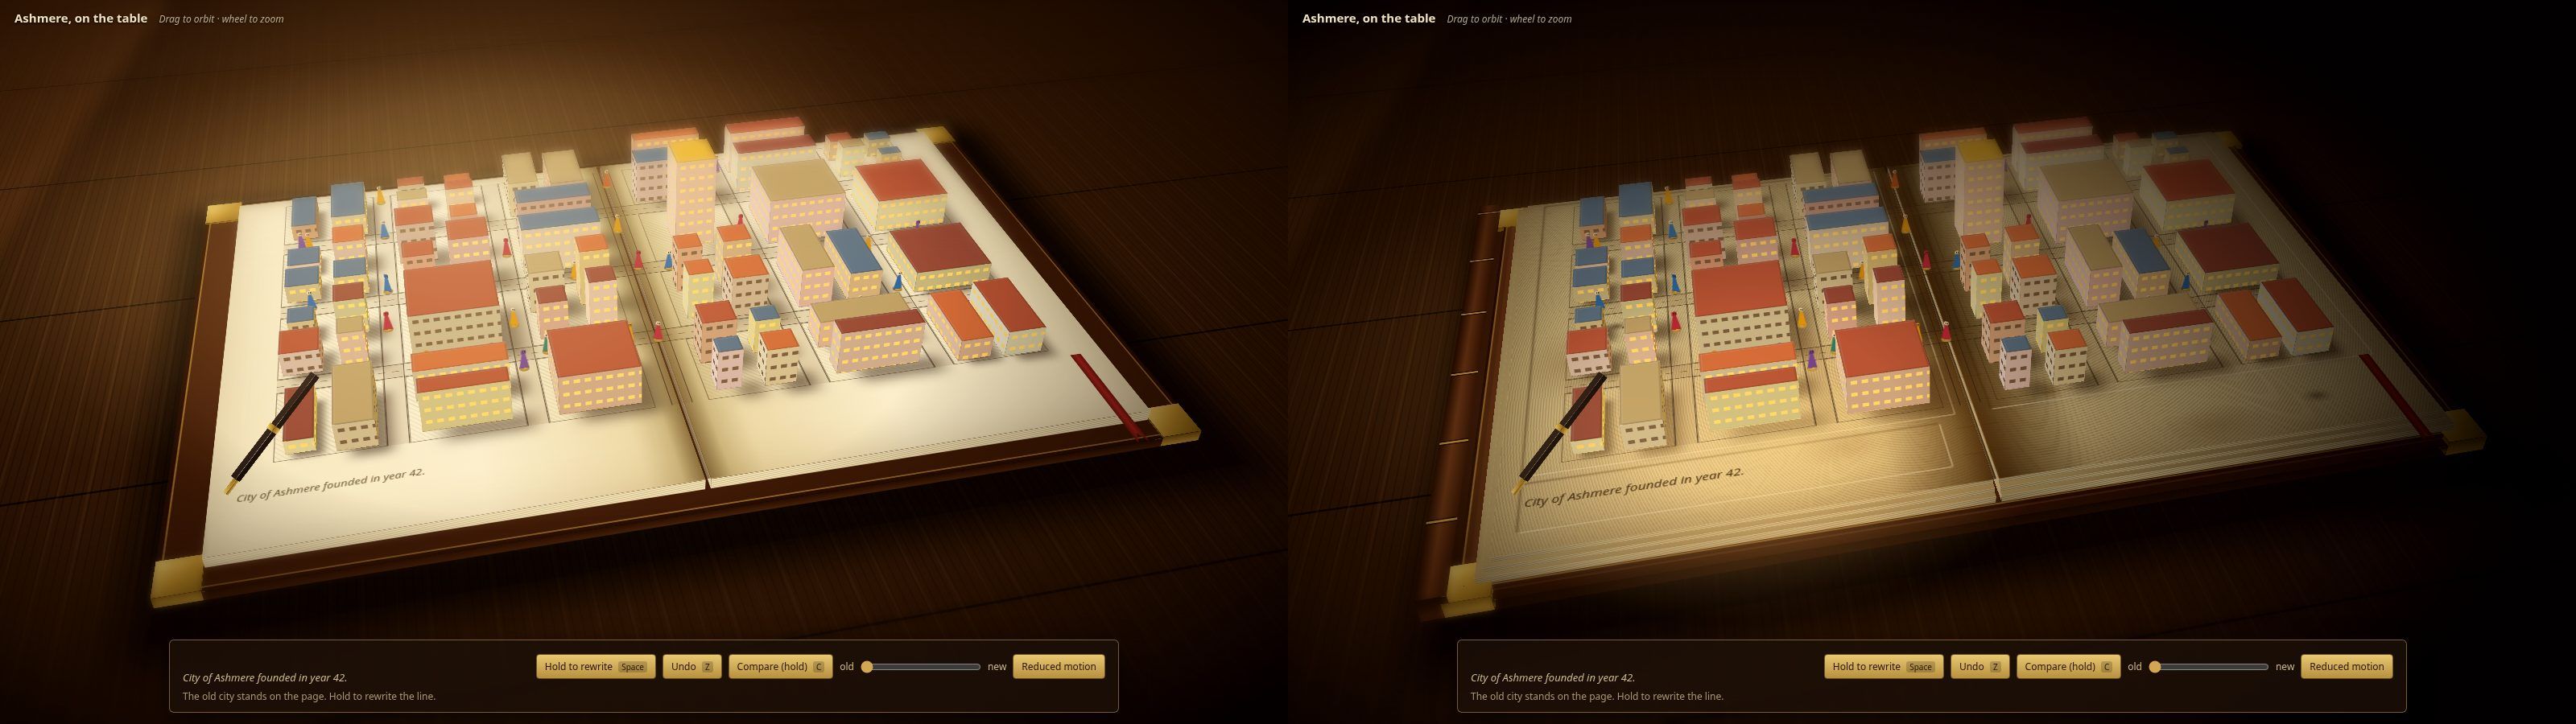 Ashmere, on the table Drag to orbit · wheel to zoom
City of Ashmere founded in year 42.
Hold to rewrite Space Undo Z Compare (hold) C old new Reduced motion
City of Ashmere founded in year 42.
The old city stands on the page. Hold to rewrite the line.
Ashmere, on the table Drag to orbit · wheel to zoom
City of Ashmere founded in year 42.
Hold to rewrite Space Undo Z Compare (hold) C old new Reduced motion
City of Ashmere founded in year 42.
The old city stands on the page. Hold to rewrite the line.